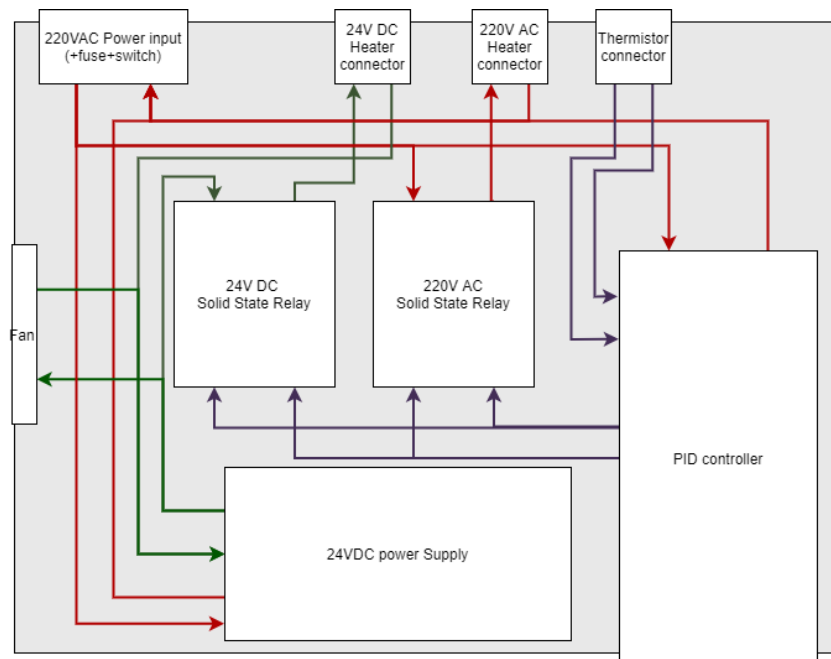 220VAC Power input
(+fuse+switch)
24V DC
Heater
connector
220V AC
Heater
connector
Thermistor
connector
24V DC
Solid State Relay
220V AC
Solid State Relay
Fan
PID controller
24VDC power Supply